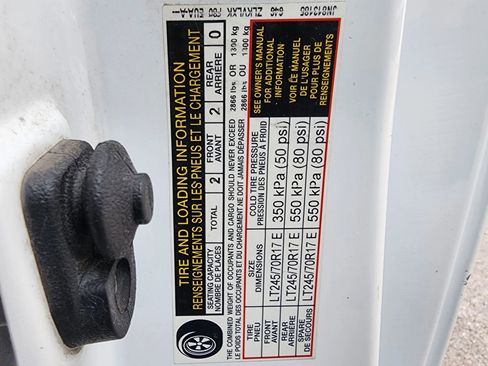 TIRE AND LOADING INFORMATION
RENSEIGNEMENTS SUR LES PNEUS ET LE CHARGEMENT
SEATING CAPACITY TOTAL 2 FRONT 2 REAR 0
NOMBRE DE PLACES AVANT ARRIÈRE
THE COMBINED WEIGHT OF OCCUPANTS AND CARGO SHOULD NEVER EXCEED 2866 lbs. OR 1300 kg
LE POIDS TOTAL DES OCCUPANTS ET DU CHARGEMENT NE DOIT JAMAIS DÉPASSER 2866 lbs. OU 1300 kg
TIRE SIZE COLD TIRE PRESSURE
PNEU DIMENSIONS PRESSION DES PNEUS À FROID
FRONT LT245/70R17 E 350 kPa (50 psi)
AVANT
REAR LT245/70R17 E 550 kPa (80 psi)
ARRIÈRE
SPARE LT245/70R17 E 550 kPa (80 psi)
DE SECOURS
SEE OWNER'S MANUAL
FOR ADDITIONAL
INFORMATION
VOIR LE MANUEL
DE L'USAGER
POUR PLUS DE
RENSEIGNEMENTS